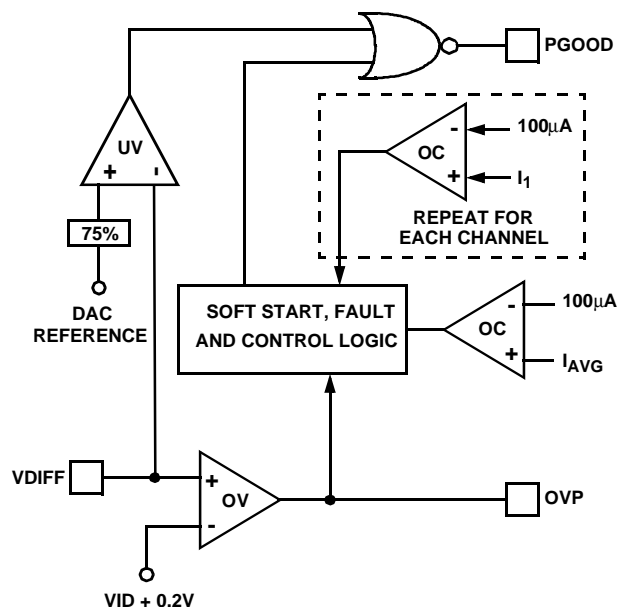 PGOOD
UV
+ -
75%
DAC
REFERENCE
OC
-
+
100µA
I1
REPEAT FOR
EACH CHANNEL
SOFT START, FAULT
AND CONTROL LOGIC
OC
-
+
100µA
IAVG
VDIFF
+
OV
-
OVP
VID + 0.2V